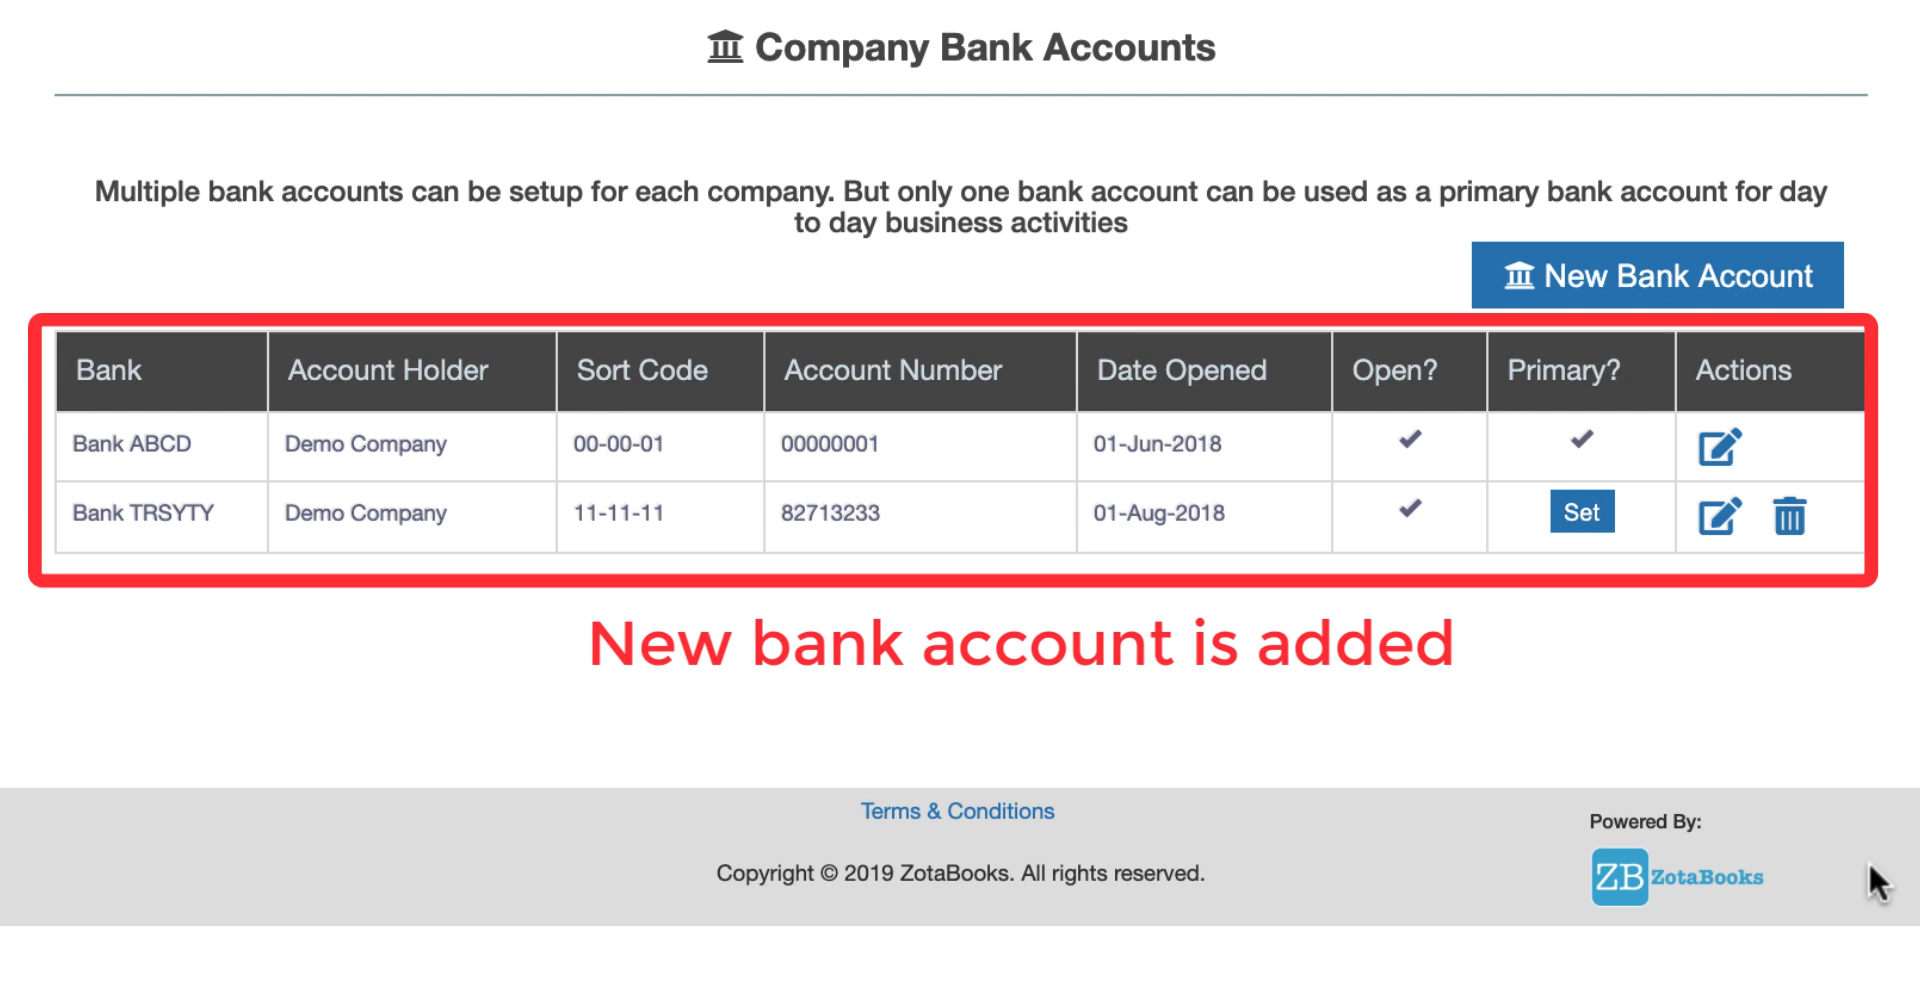 Company Bank Accounts
Multiple bank accounts can be setup for each company. But only one bank account can be used as a primary bank account for day
to day business activities
New Bank Account
Bank Account Holder Sort Code Account Number Date Opened Open? Primary? Actions
Bank ABCD Demo Company 00-00-01 00000001 01-Jun-2018
Bank TRSYTY Demo Company 11-11-11 82713233 01-Aug-2018 Set
New bank account is added
Terms & Conditions
Powered By:
Copyright © 2019 ZotaBooks. All rights reserved.
ZB ZotaBooks